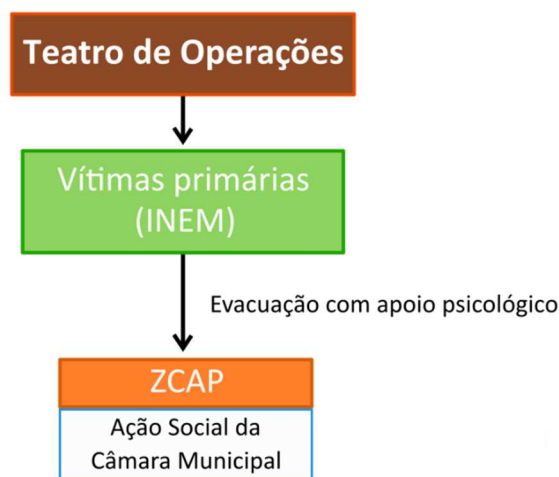 Teatro de Operações
Vítimas primárias
(INEM)
Evacuação com apoio psicológico
ZCAP
Ação Social da
Câmara Municipal